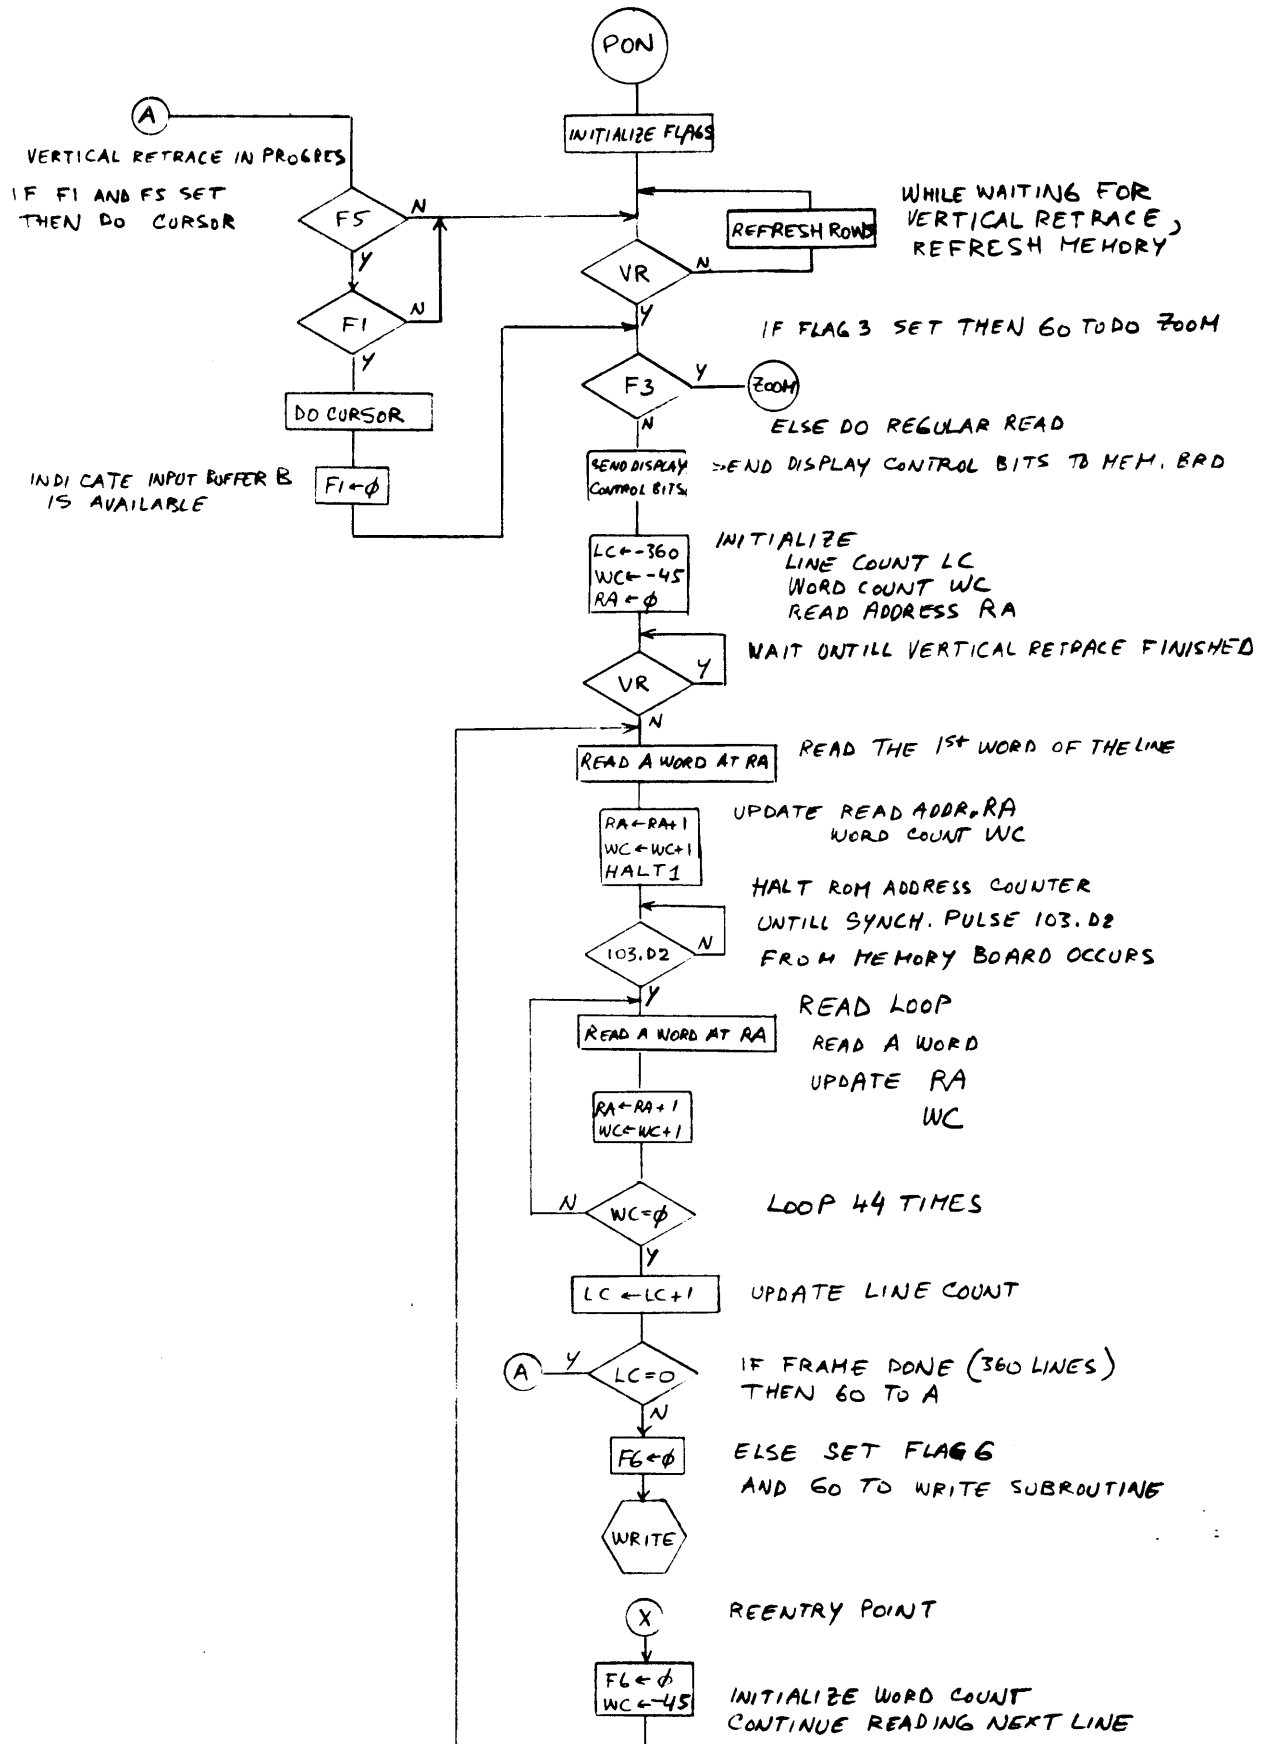 PON
INITIALIZE FLAGS
A
VERTICAL RETRACE IN PROGRES
IF F1 AND F5 SET
THEN DO CURSOR
F5
N
Y
F1
N
Y
DO CURSOR
INDICATE INPUT BUFFER B
IS AVAILABLE
F1←ϕ
REFRESH ROWS
WHILE WAITING FOR
VERTICAL RETRACE,
REFRESH MEMORY
VR
N
Y
IF FLAG 3 SET THEN GO TO DO ZOOM
F3
Y
ZOOM
N
ELSE DO REGULAR READ
SEND DISPLAY
CONTROL BITS
SEND DISPLAY CONTROL BITS TO MEM. BRD
LC←-360
WC←-45
RA←ϕ
INITIALIZE
LINE COUNT LC
WORD COUNT WC
READ ADDRESS RA
WAIT UNTILL VERTICAL RETRACE FINISHED
VR
Y
N
READ A WORD AT RA
READ THE 1st WORD OF THE LINE
RA←RA+1
WC←WC+1
HALT1
UPDATE READ ADDR. RA
WORD COUNT WC
HALT ROM ADDRESS COUNTER
UNTILL SYNCH. PULSE 103.D2
FROM MEMORY BOARD OCCURS
103.D2
N
Y
READ A WORD AT RA
READ LOOP
READ A WORD
UPDATE RA
WC
RA←RA+1
WC←WC+1
WC=ϕ
N
Y
LOOP 44 TIMES
LC←LC+1
UPDATE LINE COUNT
A
Y
LC=0
N
IF FRAME DONE (360 LINES)
THEN GO TO A
F6←ϕ
ELSE SET FLAG 6
AND GO TO WRITE SUBROUTINE
WRITE
X
REENTRY POINT
F6←ϕ
WC←-45
INITIALIZE WORD COUNT
CONTINUE READING NEXT LINE